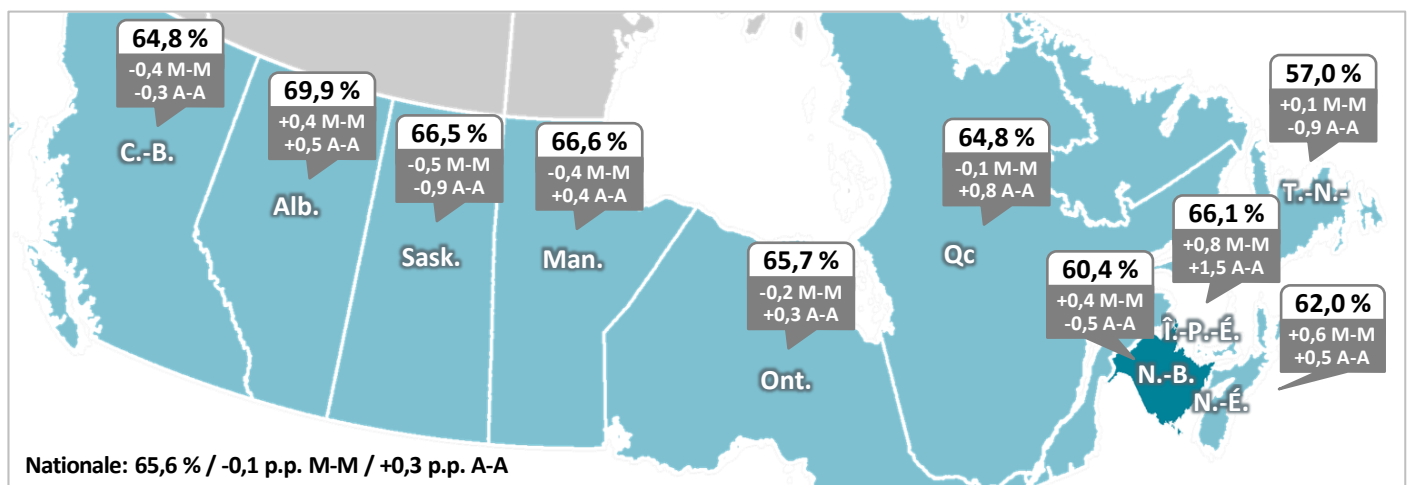 64,8 %
-0,4 M-M
-0,3 A-A
C.-B.
69,9 %
+0,4 M-M
+0,5 A-A
Alb.
66,5 %
-0,5 M-M
-0,9 A-A
Sask.
66,6 %
-0,4 M-M
+0,4 A-A
Man.
65,7 %
-0,2 M-M
+0,3 A-A
Ont.
64,8 %
-0,1 M-M
+0,8 A-A
Qc
57,0 %
+0,1 M-M
-0,9 A-A
T.-N.-
66,1 %
+0,8 M-M
+1,5 A-A
Î.-P.-É.
60,4 %
+0,4 M-M
-0,5 A-A
N.-B.
62,0 %
+0,6 M-M
+0,5 A-A
N.-É.
Nationale: 65,6 % / -0,1 p.p. M-M / +0,3 p.p. A-A